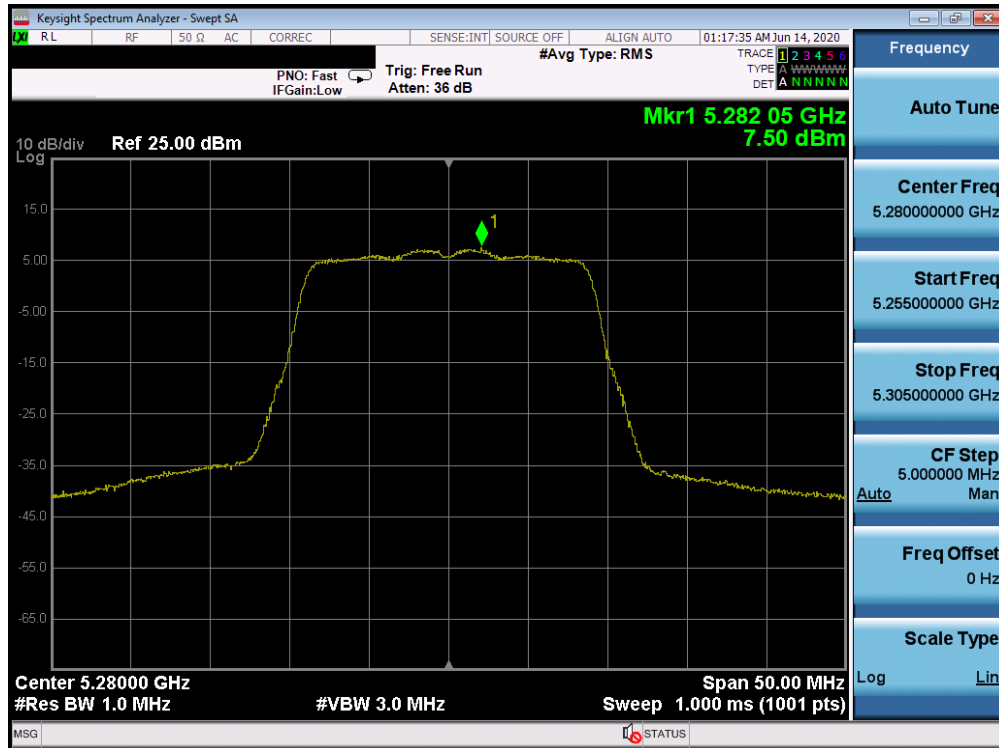 Keysight Spectrum Analyzer - Swept SA
LXI RL RF 50 Ω AC CORREC SENSE:INT SOURCE OFF ALIGN AUTO 01:17:35 AM Jun 14, 2020
#Avg Type: RMS
TRACE 1 2 3 4 5 6
TYPE A WWWWW
DET A N N N N N
PNO: Fast
IFGain:Low
Trig: Free Run
Atten: 36 dB
Mkr1 5.282 05 GHz
7.50 dBm
10 dB/div
Log
Ref 25.00 dBm
15.0
5.00
-5.00
-15.0
-25.0
-35.0
-45.0
-55.0
-65.0
1
Center 5.28000 GHz
Span 50.00 MHz
#Res BW 1.0 MHz
#VBW 3.0 MHz
Sweep 1.000 ms (1001 pts)
MSG
STATUS
Frequency
Auto Tune
Center Freq
5.280000000 GHz
Start Freq
5.255000000 GHz
Stop Freq
5.305000000 GHz
CF Step
5.000000 MHz
Auto Man
Freq Offset
0 Hz
Scale Type
Log Lin